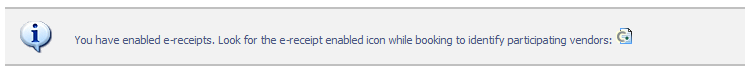 You have enabled e-receipts. Look for the e-receipt enabled icon while booking to identify participating vendors: